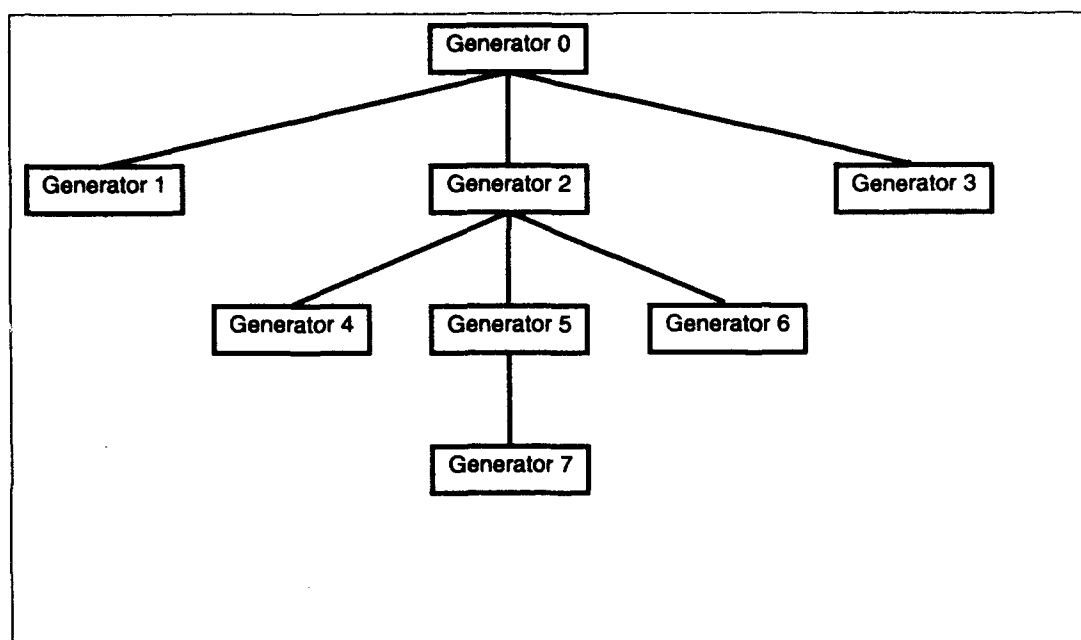 Generator 0
Generator 1
Generator 2
Generator 3
Generator 4
Generator 5
Generator 6
Generator 7